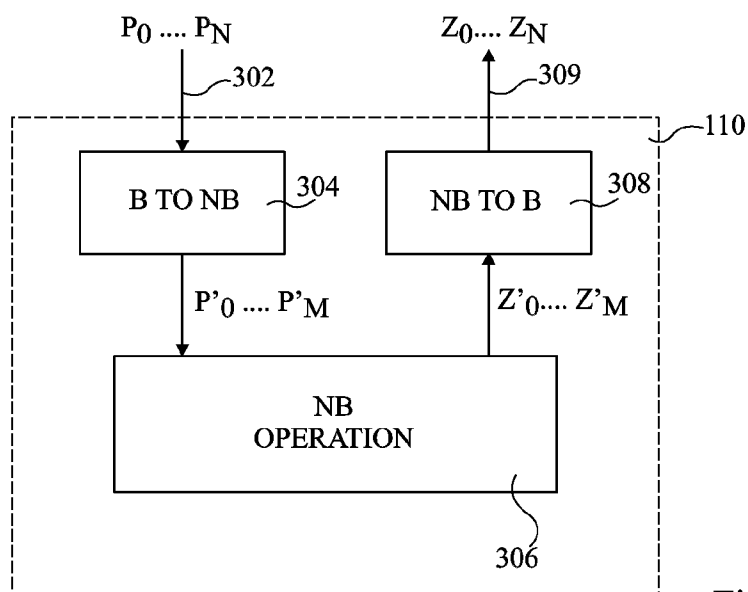 P0 .... PN
Z0.... ZN
302
309
110
B TO NB
304
NB TO B
308
P’0 .... P’M
Z’0.... Z’M
NB
OPERATION
306